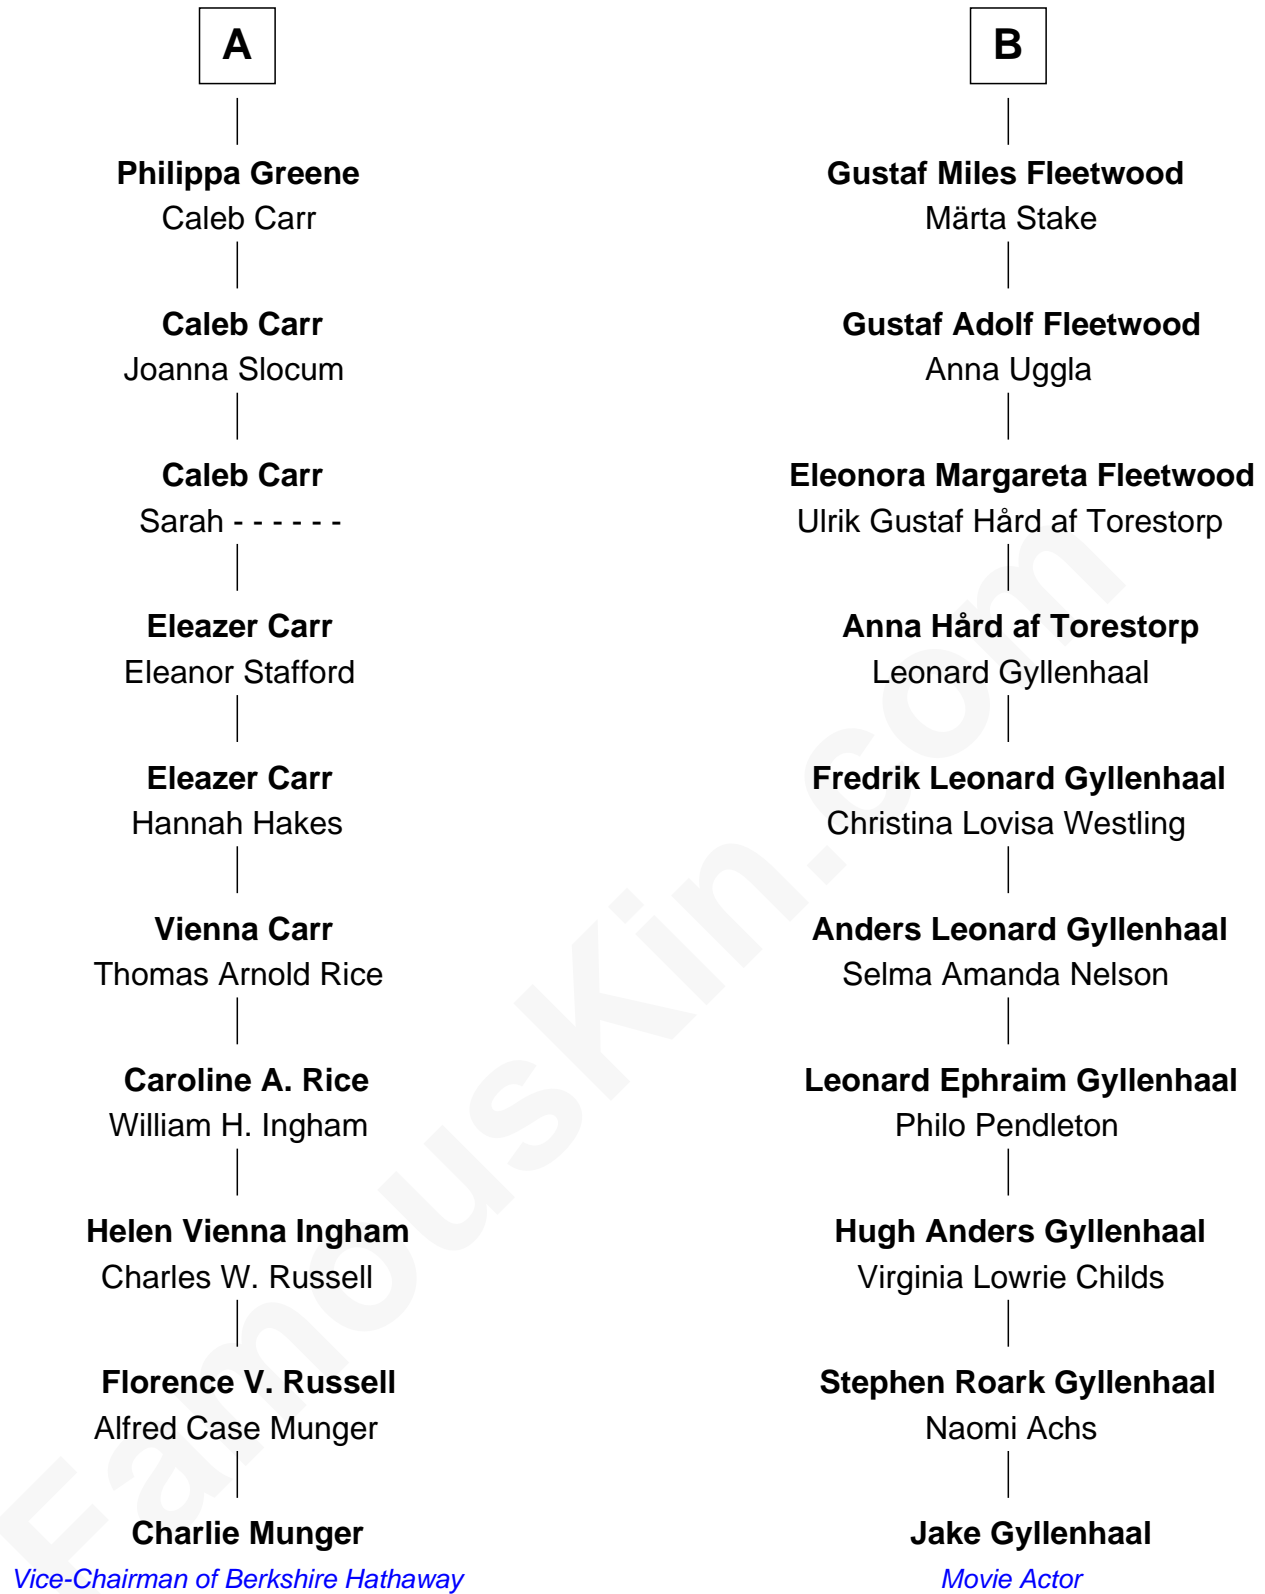 A
Philippa Greene
Caleb Carr
Caleb Carr
Joanna Slocum
Caleb Carr
Sarah - - - - - -
Eleazer Carr
Eleanor Stafford
Eleazer Carr
Hannah Hakes
Vienna Carr
Thomas Arnold Rice
Caroline A. Rice
William H. Ingham
Helen Vienna Ingham
Charles W. Russell
Florence V. Russell
Alfred Case Munger
Charlie Munger
Vice-Chairman of Berkshire Hathaway
B
Gustaf Miles Fleetwood
Märta Stake
Gustaf Adolf Fleetwood
Anna Uggla
Eleonora Margareta Fleetwood
Ulrik Gustaf Hård af Torestorp
Anna Hård af Torestorp
Leonard Gyllenhaal
Fredrik Leonard Gyllenhaal
Christina Lovisa Westling
Anders Leonard Gyllenhaal
Selma Amanda Nelson
Leonard Ephraim Gyllenhaal
Philo Pendleton
Hugh Anders Gyllenhaal
Virginia Lowrie Childs
Stephen Roark Gyllenhaal
Naomi Achs
Jake Gyllenhaal
Movie Actor
FamousKin.com